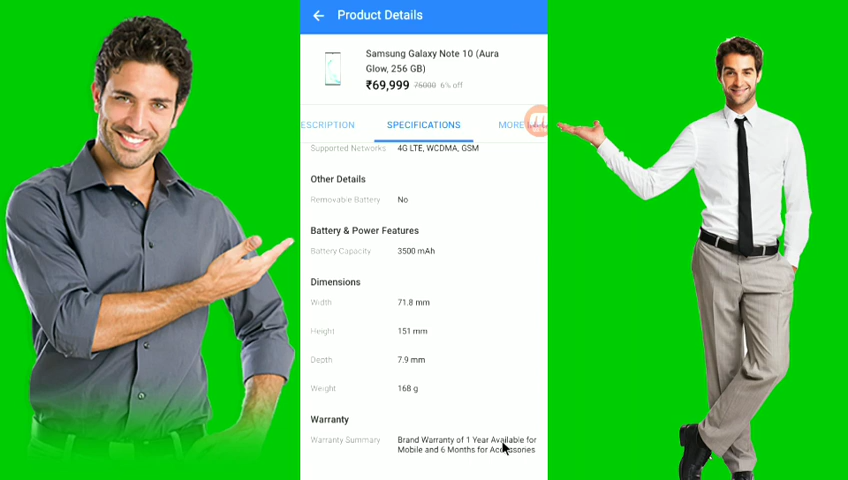 Product Details
Samsung Galaxy Note 10 (Aura
Glow, 256 GB)
₹69,999 75000 6% off
ESCRIPTION SPECIFICATIONS MORE
Supported Networks 4G LTE, WCDMA, GSM
Other Details
Removable Battery No
Battery & Power Features
Battery Capacity 3500 mAh
Dimensions
Width 71.8 mm
Height 151 mm
Depth 7.9 mm
Weight 168 g
Warranty
Warranty Summary Brand Warranty of 1 Year Available for
Mobile and 6 Months for Accessories